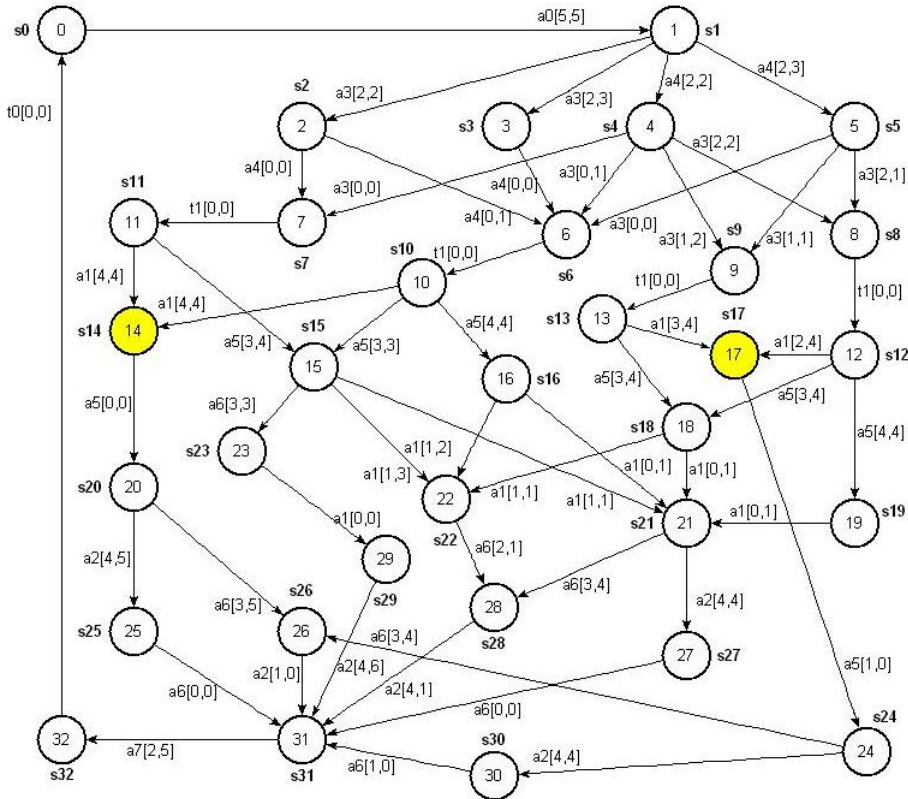 s0 0 a0[5,5] 1 s1
t0[0,0] s2 a3[2,2] a3[2,3] a4[2,2] a4[2,3]
2 s3 3 s4 4 5 s5
a4[0,0] a4[0,0] a3[0,1] a3[2,2] a3[2,1]
s11 a3[0,0]
11 t1[0,0] 7 a4[0,1] 6 a3[0,0] s9 a3[1,2] a3[1,1] 8 s8
s7 s10 t1[0,0] s6 9
a1[4,4] a1[4,4] 10 t1[0,0] t1[0,0]
s14 14 s15 s13 13 s17
a5[3,4] a5[3,3] a5[4,4] a1[3,4] 17 a1[2,4] 12 s12
15 16 s16 a5[3,4] a5[3,4]
a5[0,0] a6[3,3] s18 18 a5[4,4]
s23 23 a1[1,2]
a1[1,3] a1[1,1] a1[0,1] a1[0,1]
s20 20 22 a1[1,1] s21 21 a1[0,1] 19 s19
a1[0,0] s22
a2[4,5] 29 a6[2,1] a6[3,4]
s26 s29 28 a2[4,4]
a6[3,5] s28
s25 25 26 a6[3,4] 27 s27
a6[0,0] a2[1,0] a2[4,6] a2[4,1] a5[1,0]
a6[0,0] s24
32 a7[2,5] 31 s30 24
s32 s31 a6[1,0] 30 a2[4,4]